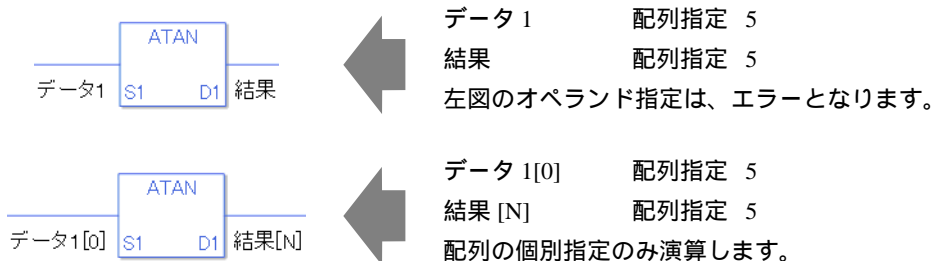 ATAN
データ1 S1 D1 結果
データ 1 配列指定 5
結果 配列指定 5
左図のオペランド指定は、エラーとなります。
ATAN
データ1[0] S1 D1 結果[N]
データ 1[0] 配列指定 5
結果 [N] 配列指定 5
配列の個別指定のみ演算します。